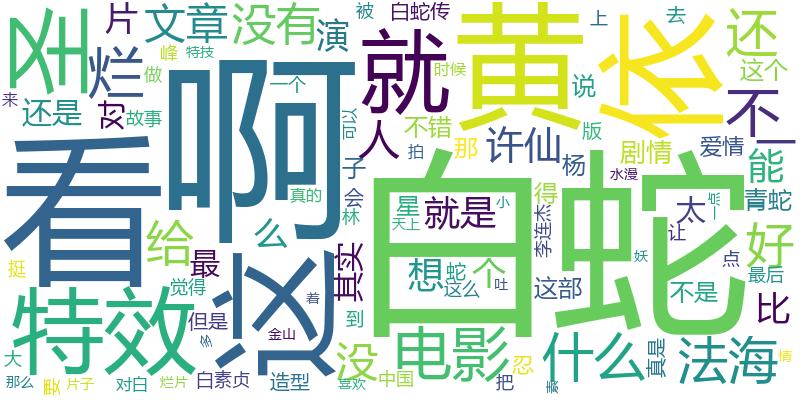 圣
片
文章
没有
演
被
白蛇传
上
去
还
烂
对
峰
特技
做
故事
来
还是
啊
一个
可以
就
时候
人
黄
依
说
这个
不
一
看
不错
那
拍
许仙
杨
版
剧情
水漫
爱情
能
青蛇
子
会
林
真的
白蛇
星
天上
就是
小
得
李连杰
太
一点
让
给
么
最
其实
想
蛇
这么
个
吐
这部
妖
不是
点
好
最后
比
挺
特效
觉得
但是
多
这
着
金山
到
大
那么
要
片子
对白
烂片
白素贞
造型
没
喜欢
中国
电影
把
忍
素
什么
真是
法海
情